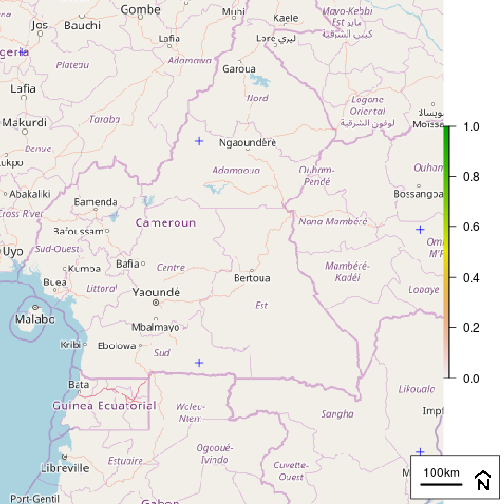 Gombe
Mubi
Kaele
Mayo-Kebbi
Est مايو
كيبي الشرقية
Jos
Bauchi
Lafia
Lere ليري
Plateau
Adamawa
Garoua
Nord
Lafia
Logone
Oriental
لوقون الشرقية
Taraba
Makurdi
Moïssa
Ngaoundéré
Benue
Adamaoua
Ouham-
Pendé
Ouham
Abakaliki
Bossanga
Bamenda
Cross River
Cameroun
Nana Mambéré
Bafoussam
Uyo
Sud-Ouest
Kumba
Bafia
Centre
Mambéré-
Kadéï
Bertoua
Buea
Littoral
Yaoundé
Lobaye
Est
Malabo
Mbalmayo
Kribi
Ebolowa
Sud
Bata
Likouala
Guinea Ecuatorial
Woleu-
Ntem
Sangha
Impf
Ogooué-
Ivindo
Estuaire
Libreville
Cuvette-
Ouest
Port-Gentil
Gabon
1.0
0.8
0.6
0.4
0.2
0.0
100km
N